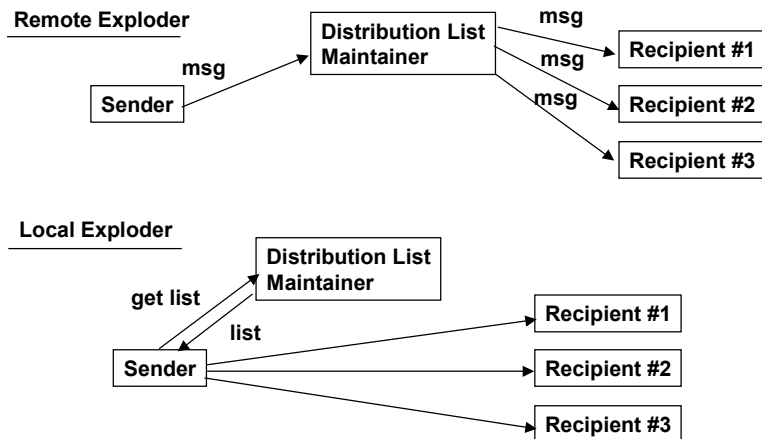 Remote Exploder
Distribution List
Maintainer
msg
Sender
msg
Recipient #1
msg
Recipient #2
msg
Recipient #3
Local Exploder
Distribution List
Maintainer
get list
list
Sender
Recipient #1
Recipient #2
Recipient #3